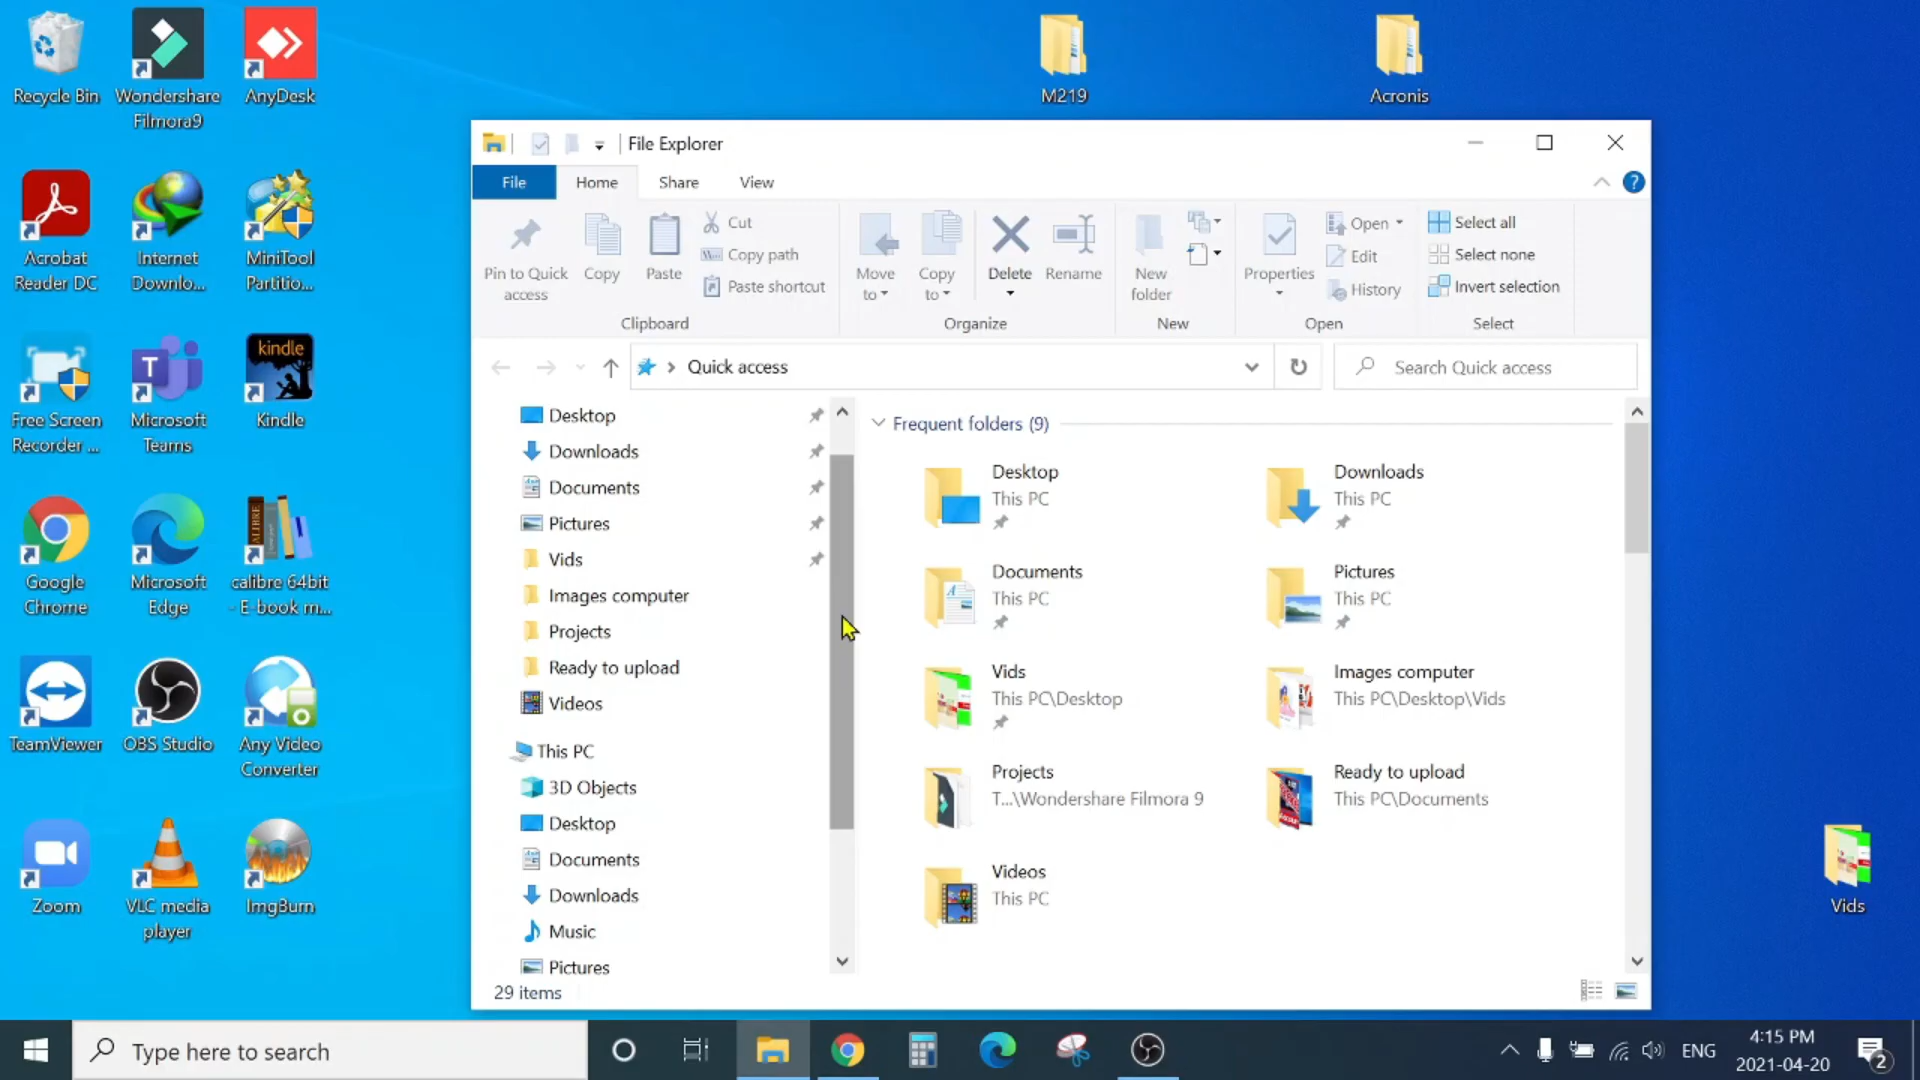 Recycle Bin
Wondershare
Filmora9
AnyDesk
M219
Acronis
Acrobat
Reader DC
Internet
Downlo...
MiniTool
Partitio...
Free Screen
Recorder ...
Microsoft
Teams
kindle
Kindle
Google
Chrome
Microsoft
Edge
calibre 64bit
- E-book m...
TeamViewer
OBS Studio
Any Video
Converter
Zoom
VLC media
player
ImgBurn
Vids
File Explorer
File
Home
Share
View
Pin to Quick
access
Copy
Paste
Cut
Copy path
Paste shortcut
Clipboard
Move
to
Copy
to
Delete
Rename
Organize
New
folder
New
Properties
Open
Edit
History
Open
Select all
Select none
Invert selection
Select
Quick access
Search Quick access
Desktop
Downloads
Documents
Pictures
Vids
Images computer
Projects
Ready to upload
Videos
This PC
3D Objects
Desktop
Documents
Downloads
Music
Pictures
Frequent folders (9)
Desktop
This PC
Downloads
This PC
Documents
This PC
Pictures
This PC
Vids
This PC\Desktop
Images computer
This PC\Desktop\Vids
Projects
T...\Wondershare Filmora 9
Ready to upload
This PC\Documents
Videos
This PC
29 items
Type here to search
ENG
4:15 PM
2021-04-20
2